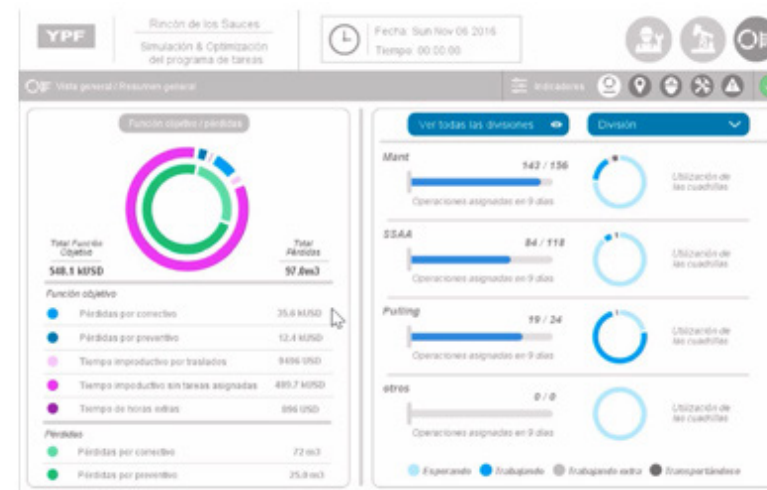 YPF
Rincón de los Sauces
Simulación & Optimización
del programa de tareas
Fecha: Sun Nov 06 2016
Tiempo: 00:00:00
Vista general / Resumen general
Indicadores
Función objetivo / pérdidas
Total Función
Objetivo
548.1 kUSD
Total
Pérdidas
97.0m3
Función objetivo
Pérdidas por correctivo 35.6 kUSD
Pérdidas por preventivo 12.4 kUSD
Tiempo improductivo por traslados 9496 USD
Tiempo impoductivo sin tareas asignadas 489.7 kUSD
Tiempo de horas extras 896 USD
Pérdidas
Pérdidas por correctivo 72 m3
Pérdidas por preventivo 25.0 m3
Ver todas las divisiones
División
Mant 143 / 156
Operaciones asignadas en 9 días
Utilización de
las cuadrillas
SSAA 84 / 118
Operaciones asignadas en 9 días
Utilización de
las cuadrillas
Pulling 19 / 24
Operaciones asignadas en 9 días
Utilización de
las cuadrillas
otros 0 / 0
Operaciones asignadas en 9 días
Utilización de
las cuadrillas
Esperando Trabajando Trabajando extra Transportándose